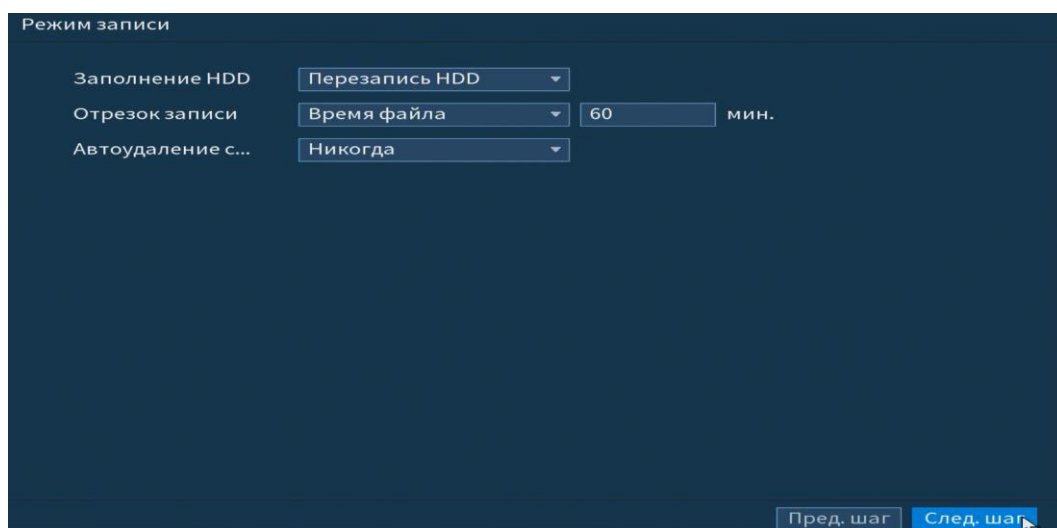 Режим записи
Заполнение HDD Перезапись HDD
Отрезок записи Время файла 60 мин.
Автоудаление с... Никогда
Пред. шаг След. шаг